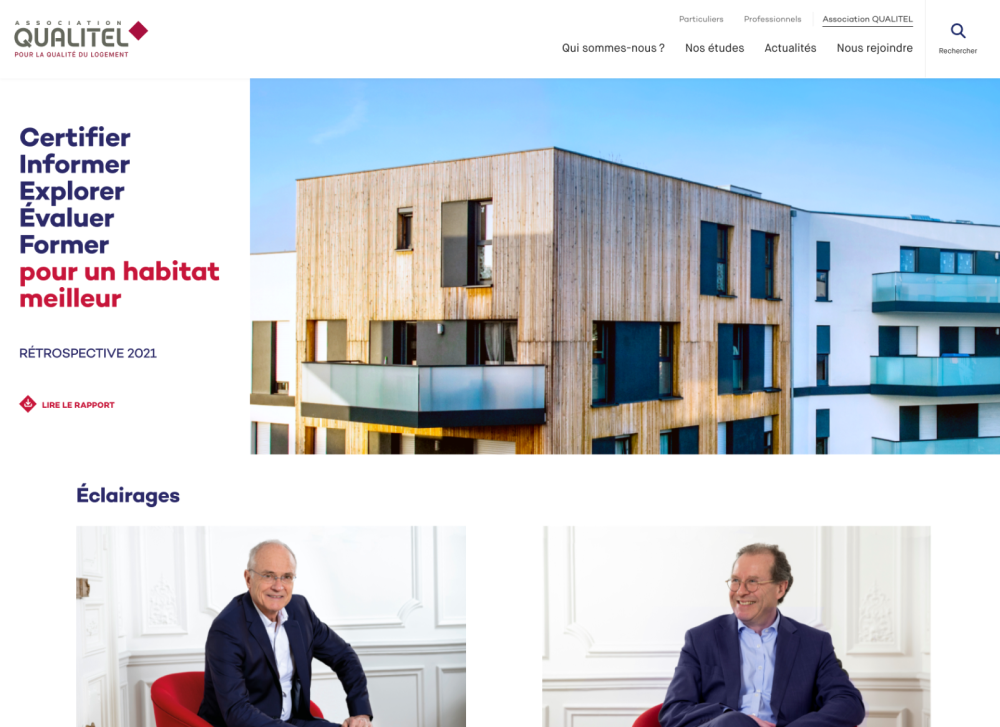 ASSOCIATION
QUALITEL
POUR LA QUALITÉ DU LOGEMENT
Particuliers Professionnels Association QUALITEL
Qui sommes-nous ? Nos études Actualités Nous rejoindre
Rechercher
Certifier
Informer
Explorer
Évaluer
Former
pour un habitat
meilleur
RÉTROSPECTIVE 2021
LIRE LE RAPPORT
Éclairages